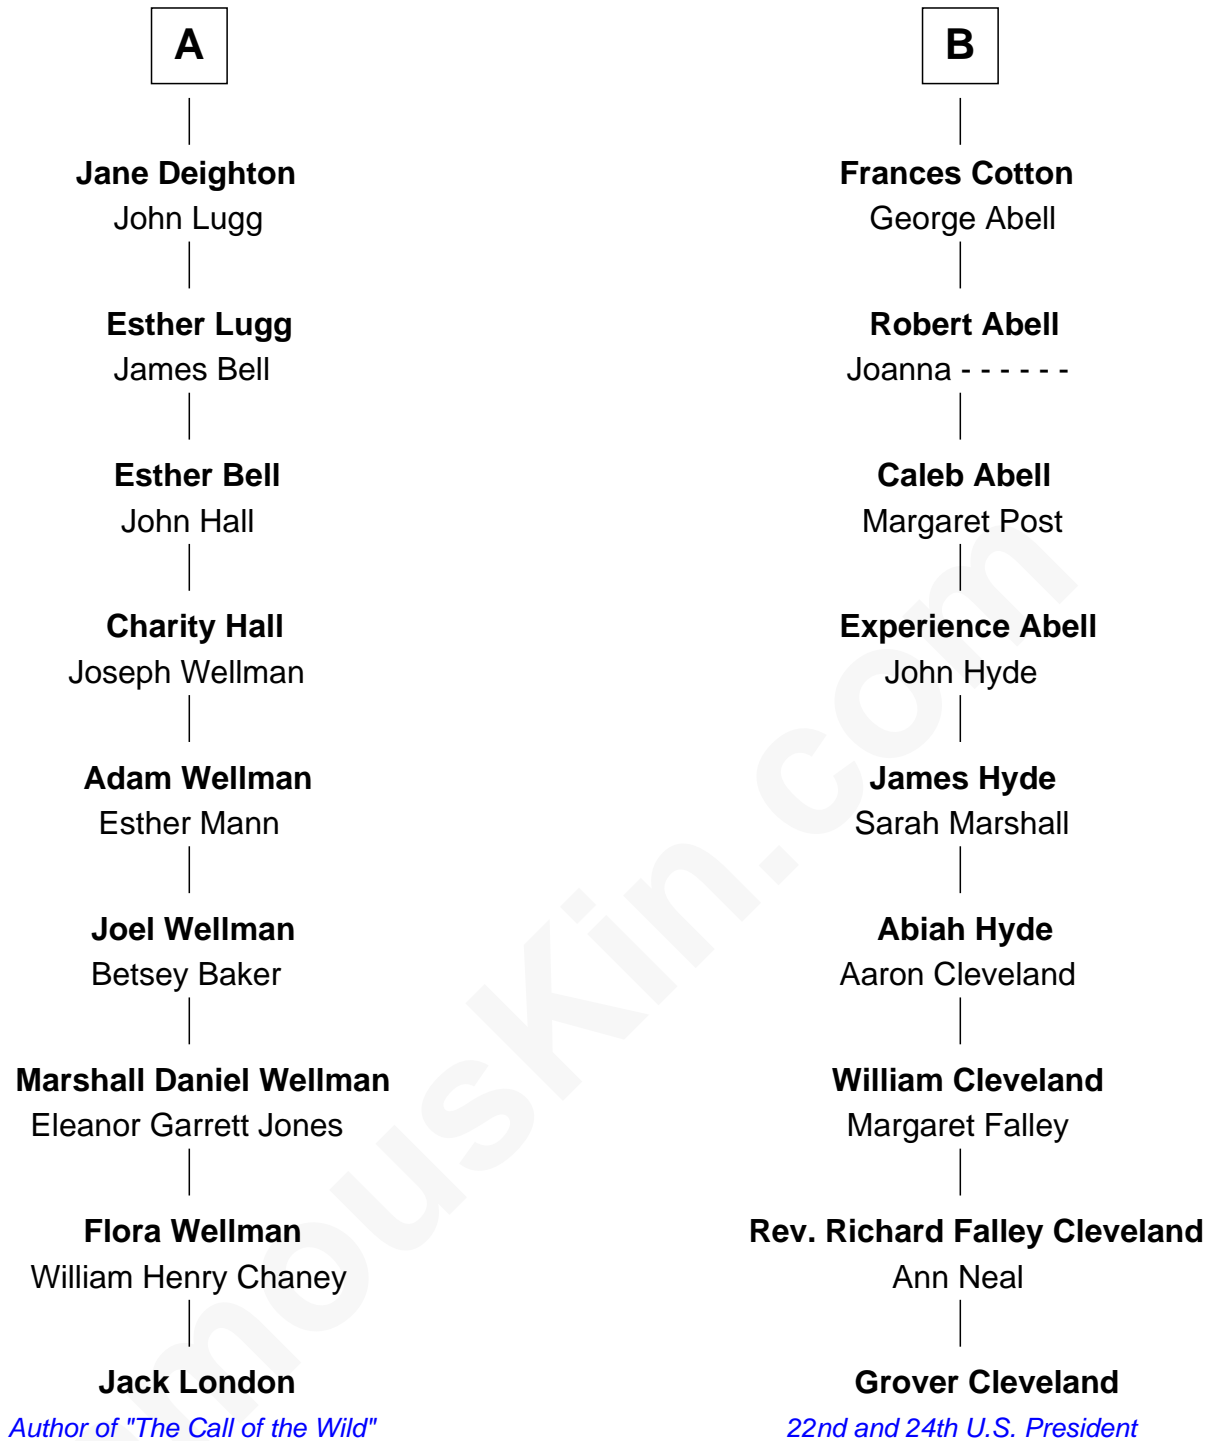 A
Jane Deighton
John Lugg
Esther Lugg
James Bell
Esther Bell
John Hall
Charity Hall
Joseph Wellman
Adam Wellman
Esther Mann
Joel Wellman
Betsey Baker
Marshall Daniel Wellman
Eleanor Garrett Jones
Flora Wellman
William Henry Chaney
Jack London
Author of "The Call of the Wild"
B
Frances Cotton
George Abell
Robert Abell
Joanna - - - - - -
Caleb Abell
Margaret Post
Experience Abell
John Hyde
James Hyde
Sarah Marshall
Abiah Hyde
Aaron Cleveland
William Cleveland
Margaret Falley
Rev. Richard Falley Cleveland
Ann Neal
Grover Cleveland
22nd and 24th U.S. President
mousKin.com